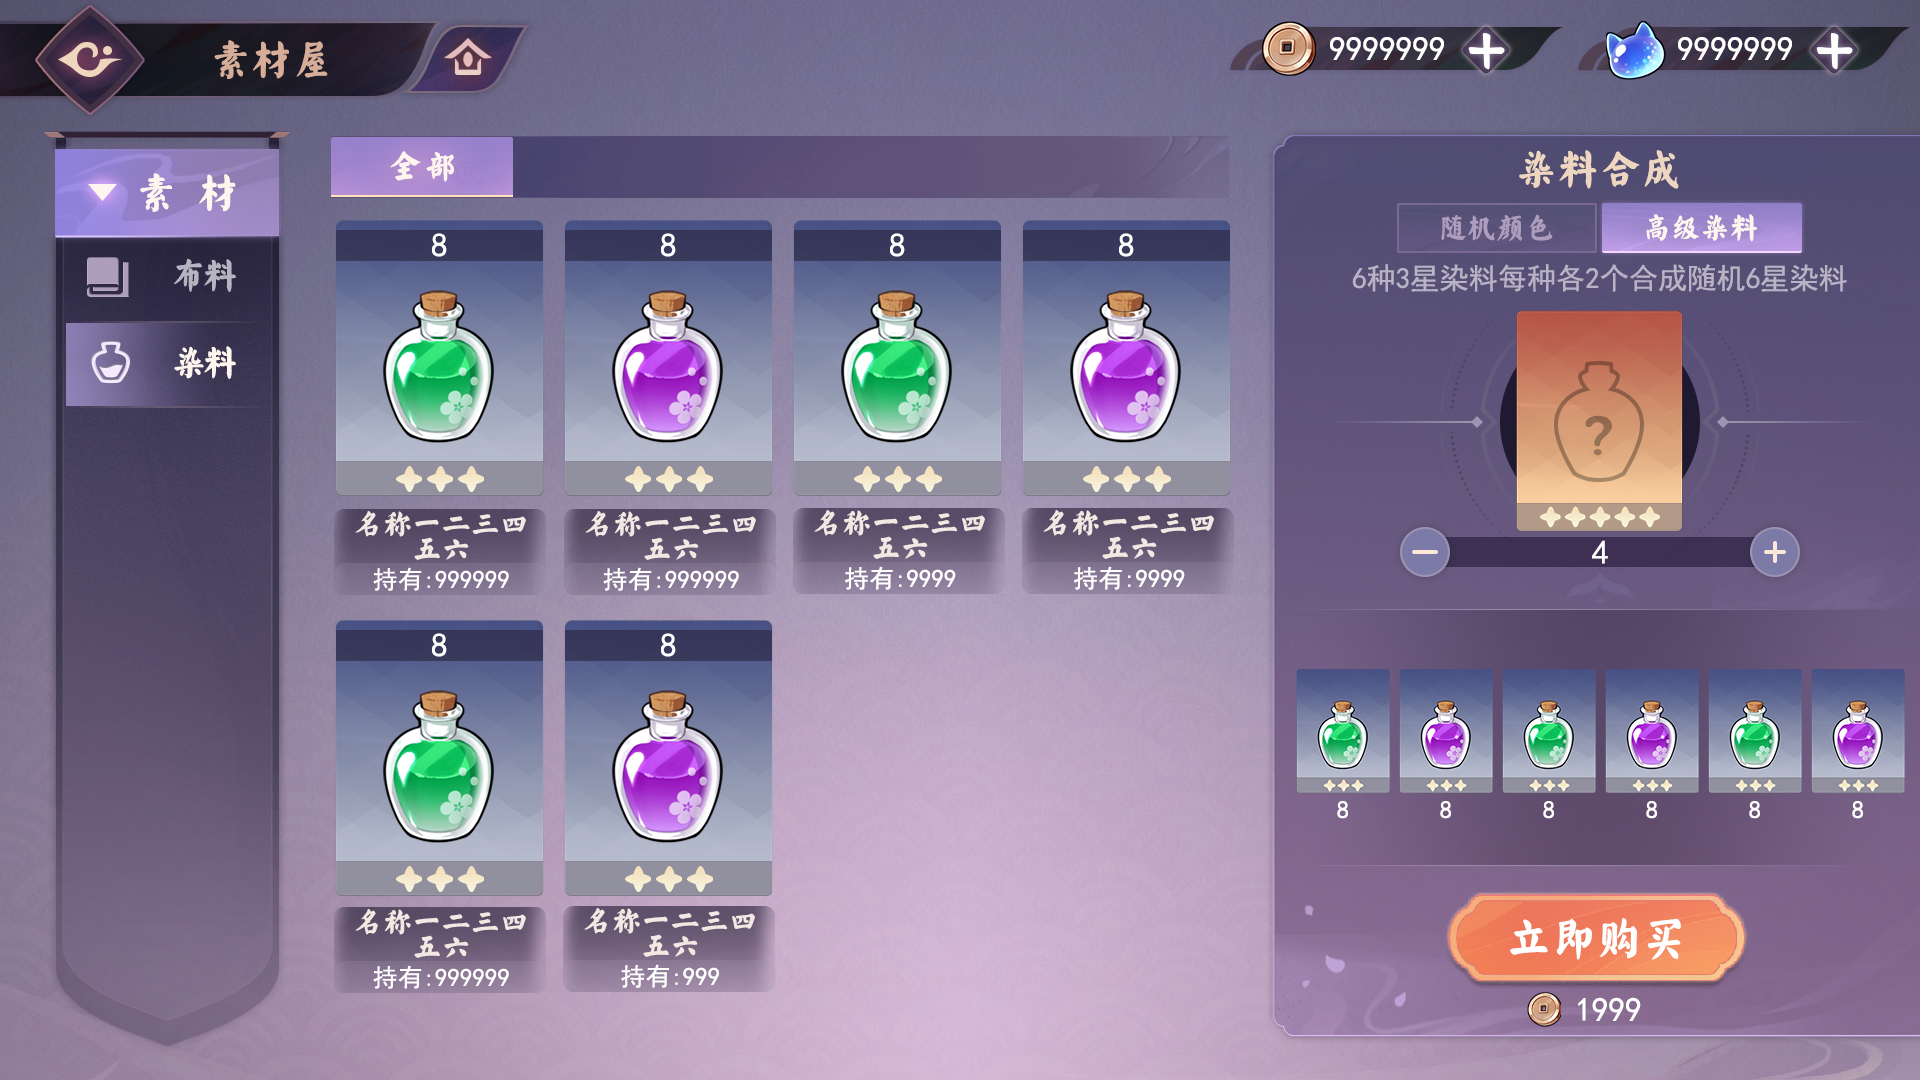 素材屋
9999999
9999999
素 材
布料
染料
全部
8
8
8
8
名称一二三四
五六
持有:999999
名称一二三四
五六
持有:999999
名称一二三四
五六
持有:9999
名称一二三四
五六
持有:9999
8
8
名称一二三四
五六
持有:999999
名称一二三四
五六
持有:999
染料合成
随机颜色
高级染料
6种3星染料每种各2个合成随机6星染料
?
4
8
8
8
8
8
8
立即购买
1999